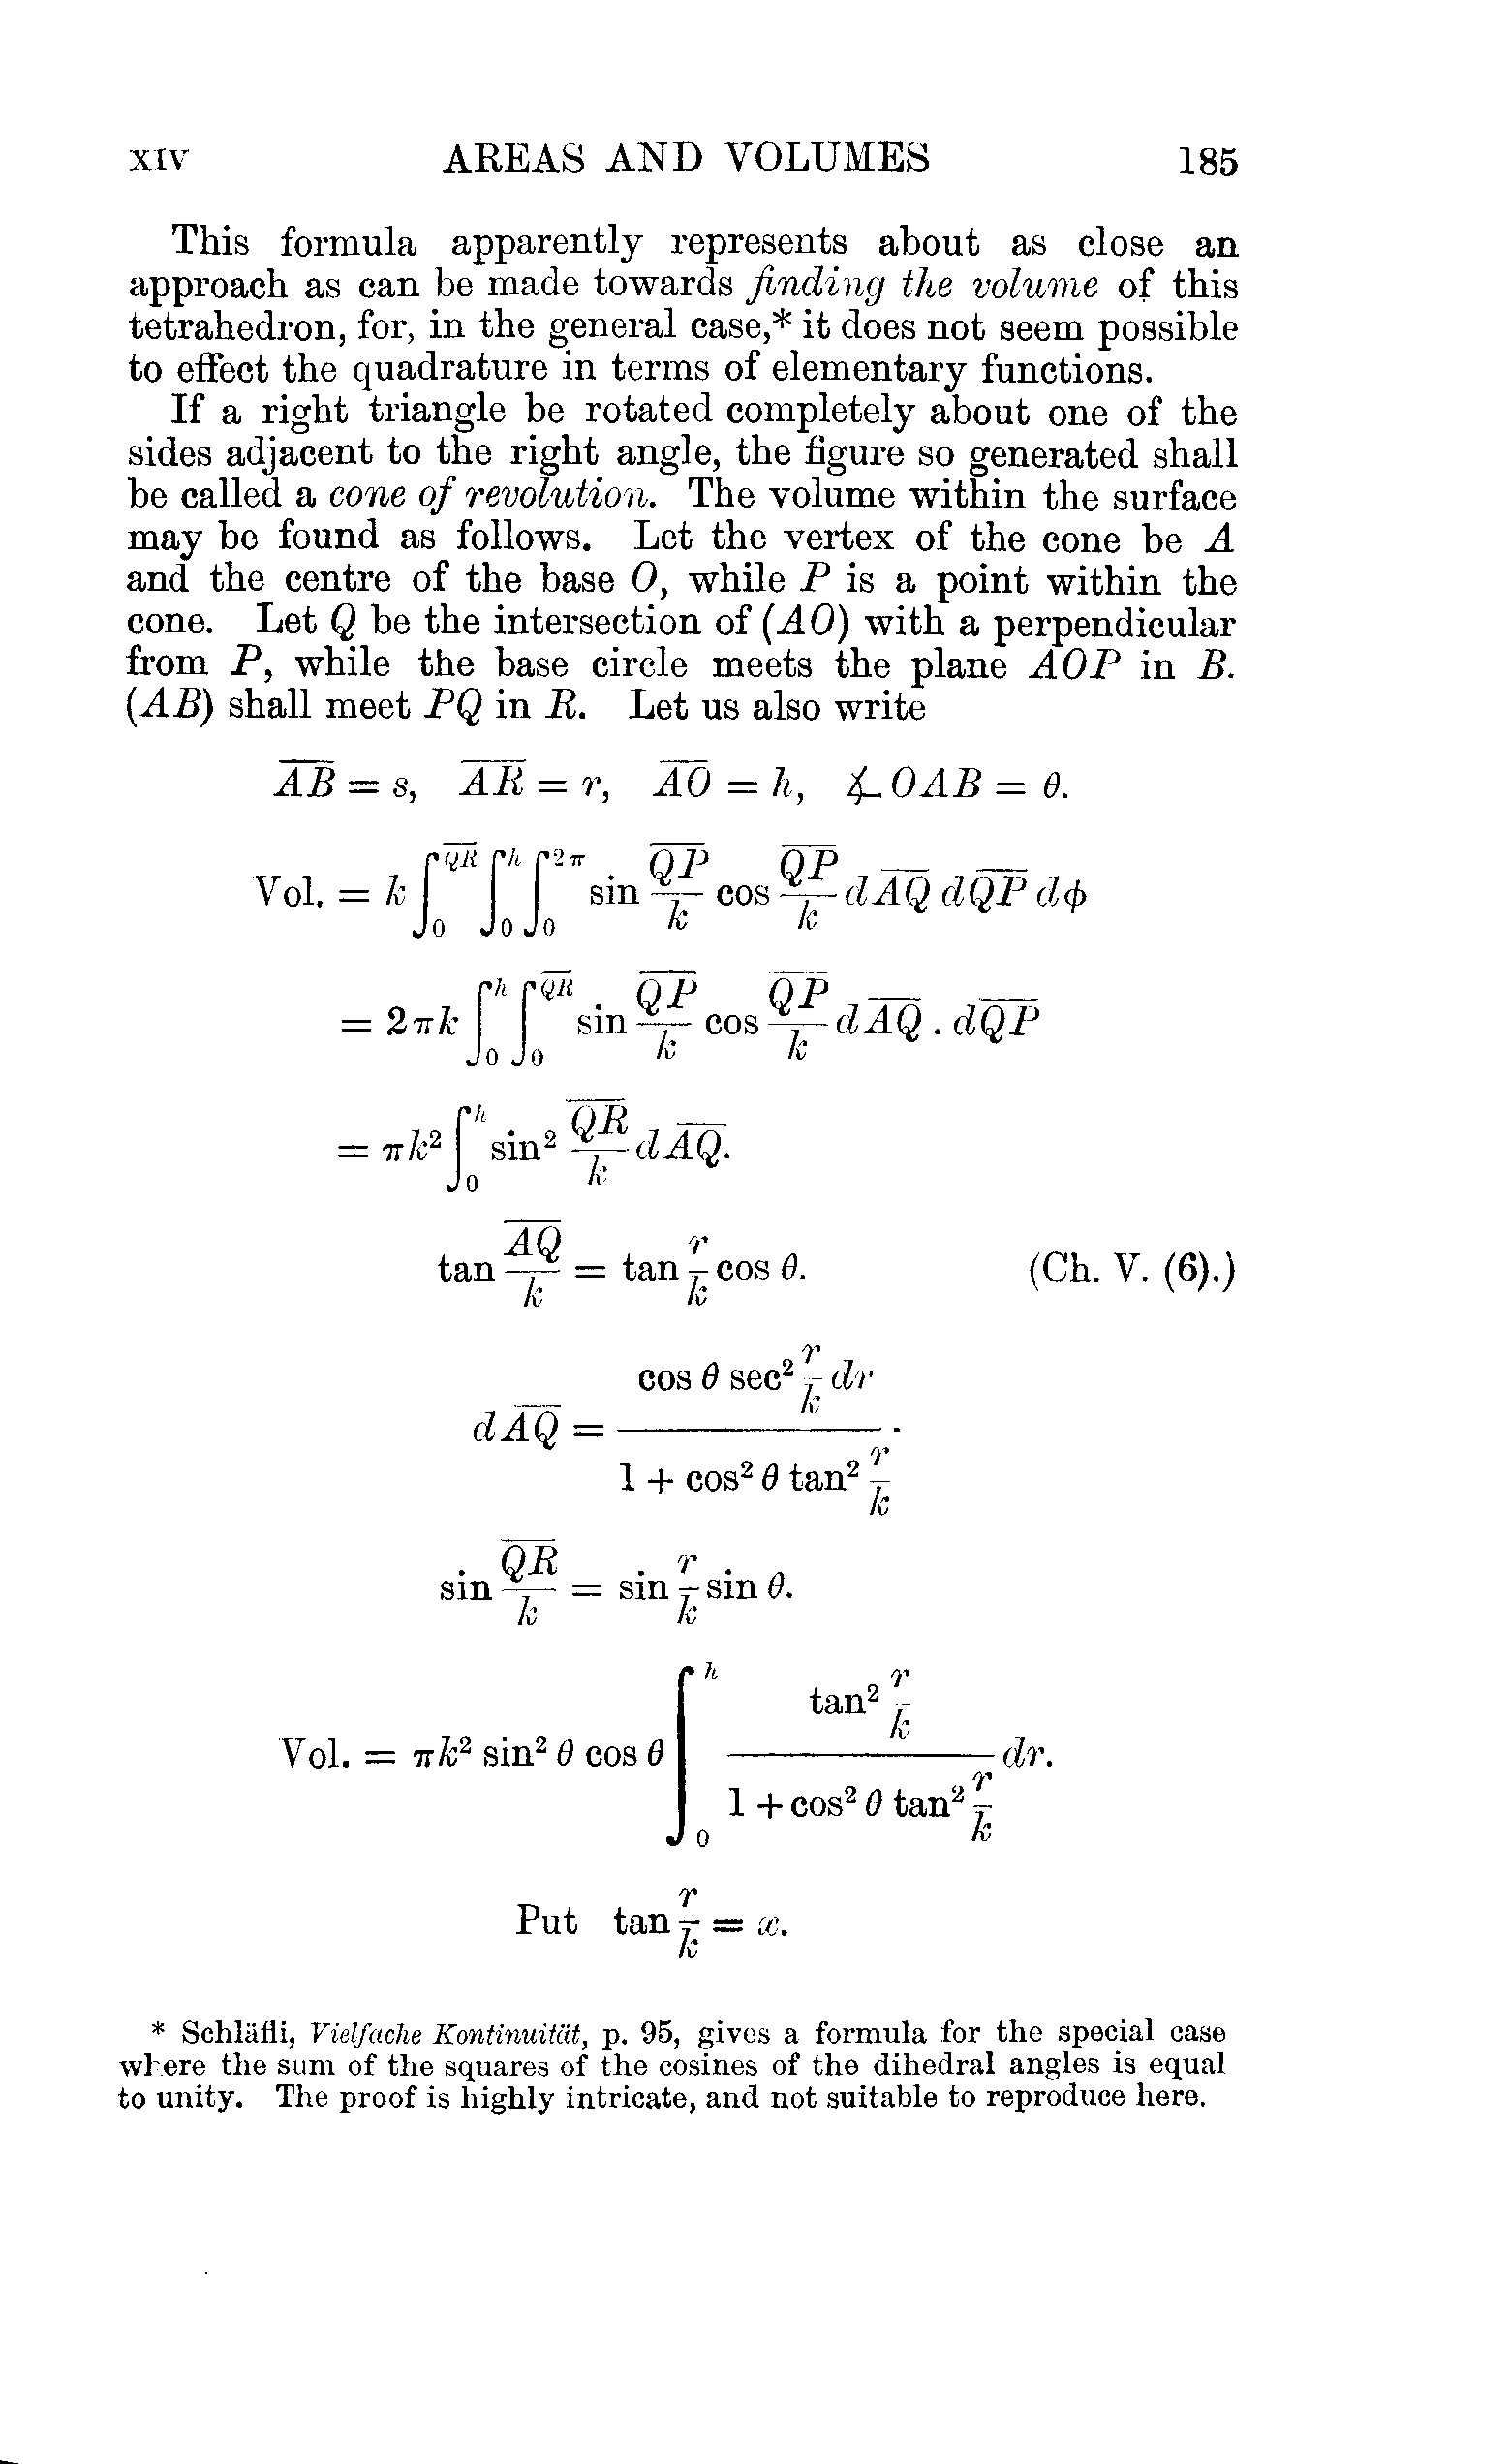 XIV AREAS AND VOLUMES 185
This formula apparently represents about as close an
approach as can be made towards finding the volume of this
tetrahedron, for, in the general case,* it does not seem possible
to effect the quadrature in terms of elementary functions.
If a right triangle be rotated completely about one of the
sides adjacent to the right angle, the figure so generated shall
be called a cone of revolution. The volume within the surface
may be found as follows. Let the vertex of the cone be A
and the centre of the base O, while P is a point within the
cone. Let Q be the intersection of (AO) with a perpendicular
from P, while the base circle meets the plane AOP in B.
(AB) shall meet PQ in R. Let us also write
$\overline{AB} = s, \quad \overline{AR} = r, \quad \overline{AO} = h, \quad \measuredangle OAB = \theta.$
$\text{Vol.} = k \int_0^{\overline{QR}} \int_0^h \int_0^{2\pi} \sin \frac{\overline{QP}}{k} \cos \frac{\overline{QP}}{k} d\overline{AQ} \, d\overline{QP} \, d\phi$
$= 2\pi k \int_0^h \int_0^{\overline{QR}} \sin \frac{\overline{QP}}{k} \cos \frac{\overline{QP}}{k} d\overline{AQ} . d\overline{QP}$
$= \pi k^2 \int_0^h \sin^2 \frac{\overline{QR}}{k} d\overline{AQ}.$
$\tan \frac{\overline{AQ}}{k} = \tan \frac{r}{k} \cos \theta.$ (Ch. V. (6).)
$d\overline{AQ} = \frac{\cos \theta \sec^2 \frac{r}{k} dr}{1 + \cos^2 \theta \tan^2 \frac{r}{k}}.$
$\sin \frac{\overline{QR}}{k} = \sin \frac{r}{k} \sin \theta.$
$\text{Vol.} = \pi k^2 \sin^2 \theta \cos \theta \int_0^h \frac{\tan^2 \frac{r}{k}}{1 + \cos^2 \theta \tan^2 \frac{r}{k}} dr.$
Put $\tan \frac{r}{k} = x.$
* Schläfli, Vielfache Kontinuität, p. 95, gives a formula for the special case
where the sum of the squares of the cosines of the dihedral angles is equal
to unity. The proof is highly intricate, and not suitable to reproduce here.